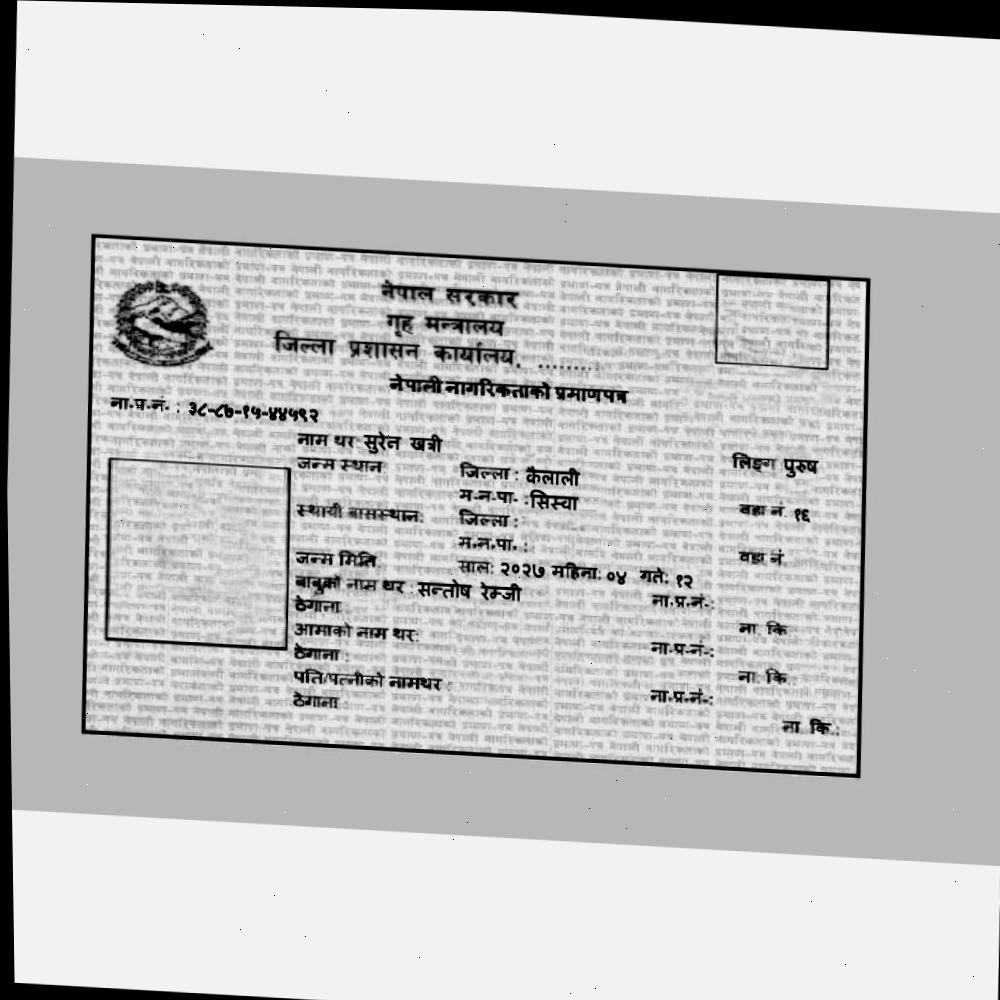 नेपाल सरकार
गृह मन्त्रालय
जिल्ला प्रशासन कार्यालय. .........
नेपाली नागरिकताको प्रमाणपत्र
ना.प्र.नं. : ३८-८७-१५-४४५९२
नाम थर: सुरेन खत्री लिङ्ग पुरुष
जन्म स्थान: जिल्ला : कैलाली
म.न.पा. : सिस्वा वडा नं. १६
स्थायी बासस्थान: जिल्ला :
म.न.पा. : वडा नं
जन्म मिति: साल: २०२७ महिना: ०४ गते: १२
बाबुको नाम थर : सन्तोष रेम्जी ना.प्र.नं.:
ठेगाना : ना. कि.:
आमाको नाम थर: ना.प्र.नं.:
ठेगाना : ना. कि.:
पति/पत्नीको नामथर : ना.प्र.नं.:
ठेगाना : ना. कि.: